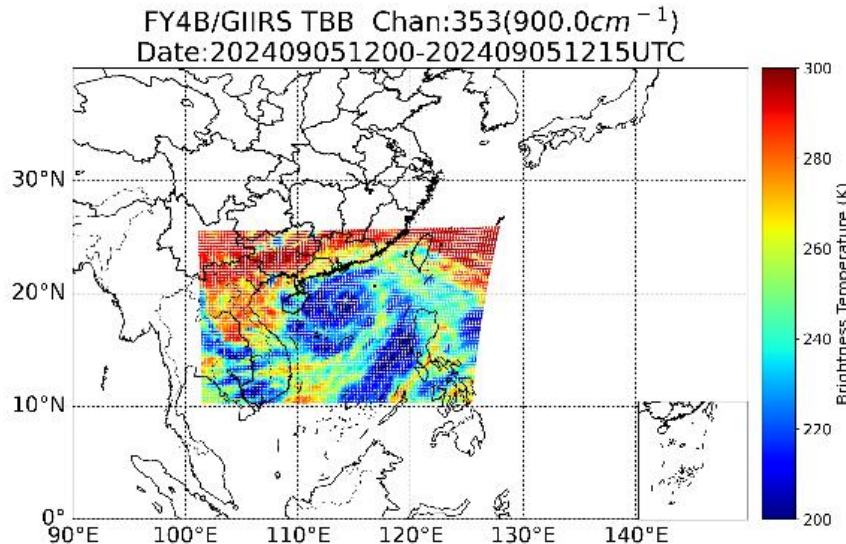 FY4B/GIIRS TBB Chan:353(900.0cm⁻¹)
Date:202409051200-202409051215UTC
300
30°N
280
260
20°N
240
10°N
220
0°
200
90°E 100°E 110°E 120°E 130°E 140°E
Brightness Temperature (K)